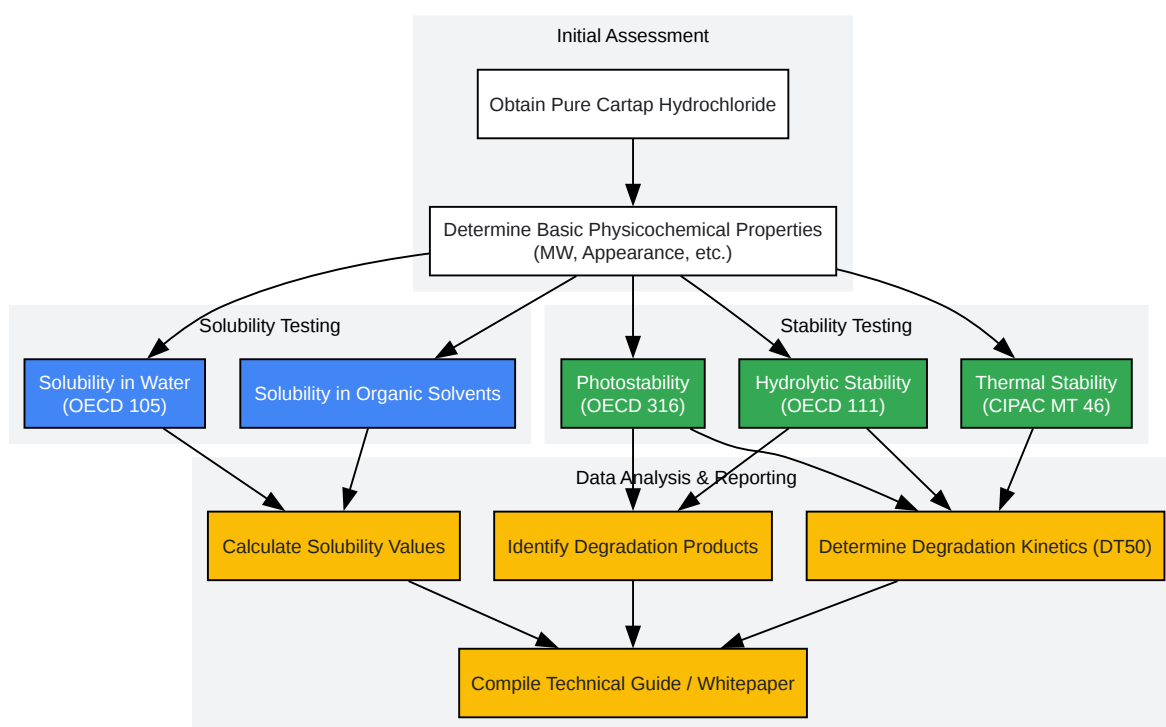 Initial Assessment
Obtain Pure Cartap Hydrochloride
Determine Basic Physicochemical Properties
(MW, Appearance, etc.)
Solubility Testing
Stability Testing
Solubility in Water
(OECD 105)
Solubility in Organic Solvents
Photostability
(OECD 316)
Hydrolytic Stability
(OECD 111)
Thermal Stability
(CIPAC MT 46)
Data Analysis & Reporting
Calculate Solubility Values
Identify Degradation Products
Determine Degradation Kinetics (DT50)
Compile Technical Guide / Whitepaper